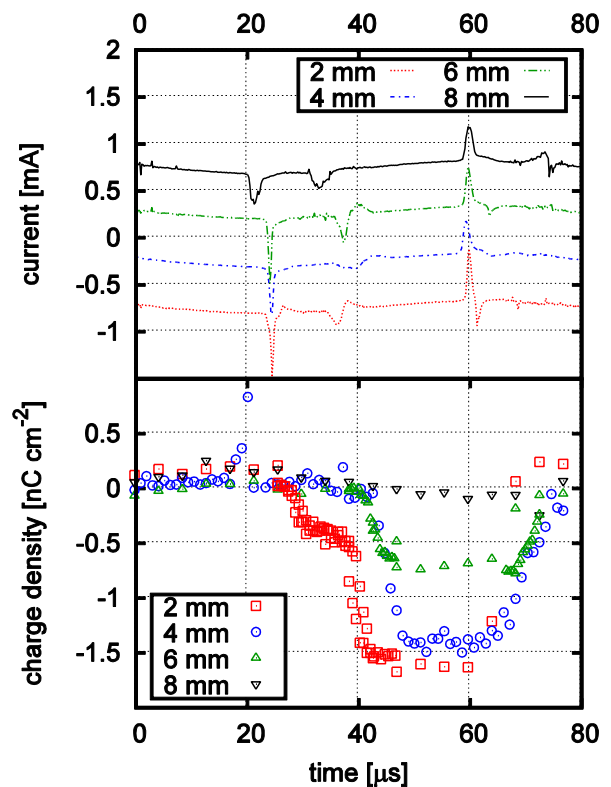 0 20 40 60 80
2
1.5
1
0.5
0
-0.5
-1
current [mA]
2 mm 6 mm
4 mm 8 mm
0.5
0
-0.5
-1
-1.5
charge density [nC cm-2]
2 mm
4 mm
6 mm
8 mm
0 20 40 60 80
time [μs]